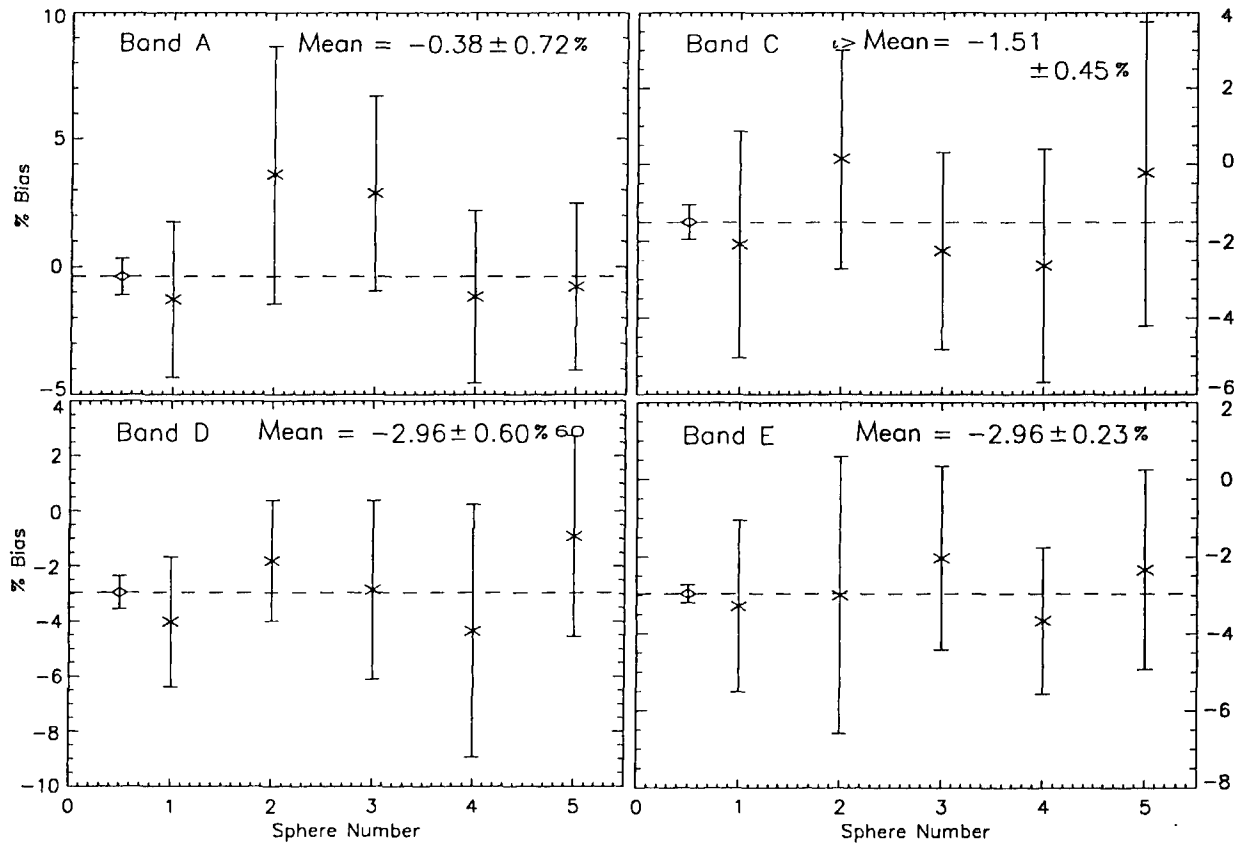 10
Band A Mean = −0.38 ± 0.72 %
5
0
−5
% Bias
Band C Mean = −1.51
± 0.45 %
4
2
0
−2
−4
−6
4
Band D Mean = −2.96 ± 0.60 %
2
0
−2
−4
−6
−8
−10
% Bias
0 1 2 3 4 5
Sphere Number
Band E Mean = −2.96 ± 0.23 %
2
0
−2
−4
−6
−8
0 1 2 3 4 5
Sphere Number